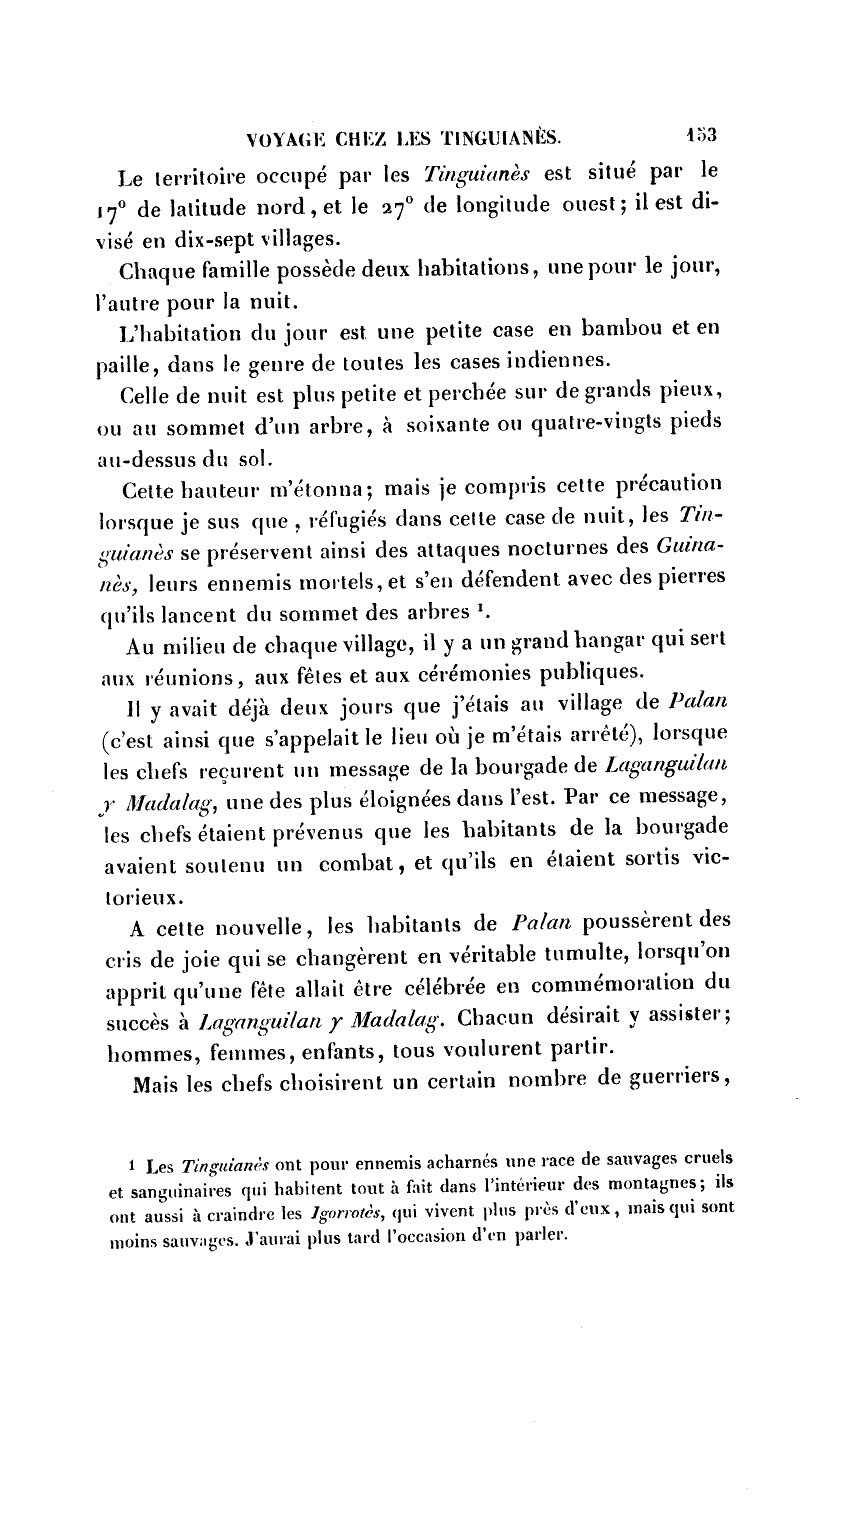 VOYAGE CHEZ LES TINGUIANÈS. 153
Le territoire occupé par les Tinguianès est situé par le
17° de latitude nord, et le 27° de longitude ouest; il est di-
visé en dix-sept villages.
Chaque famille possède deux habitations, une pour le jour,
l'autre pour la nuit.
L'habitation du jour est une petite case en bambou et en
paille, dans le genre de toutes les cases indiennes.
Celle de nuit est plus petite et perchée sur de grands pieux,
ou au sommet d'un arbre, à soixante ou quatre-vingts pieds
au-dessus du sol.
Cette hauteur m'étonna; mais je compris cette précaution
lorsque je sus que, réfugiés dans cette case de nuit, les Tin-
guianès se préservent ainsi des attaques nocturnes des Guina-
nès, leurs ennemis mortels, et s'en défendent avec des pierres
qu'ils lancent du sommet des arbres ¹.
Au milieu de chaque village, il y a un grand hangar qui sert
aux réunions, aux fêtes et aux cérémonies publiques.
Il y avait déjà deux jours que j'étais au village de Palan
(c'est ainsi que s'appelait le lieu où je m'étais arrêté), lorsque
les chefs reçurent un message de la bourgade de Laganguilan
y Madalag, une des plus éloignées dans l'est. Par ce message,
les chefs étaient prévenus que les habitants de la bourgade
avaient soutenu un combat, et qu'ils en étaient sortis vic-
torieux.
A cette nouvelle, les habitants de Palan poussèrent des
cris de joie qui se changèrent en véritable tumulte, lorsqu'on
apprit qu'une fête allait être célébrée en commémoration du
succès à Laganguilan y Madalag. Chacun désirait y assister;
hommes, femmes, enfants, tous voulurent partir.
Mais les chefs choisirent un certain nombre de guerriers,
1 Les Tinguianès ont pour ennemis acharnés une race de sauvages cruels
et sanguinaires qui habitent tout à fait dans l'intérieur des montagnes; ils
ont aussi à craindre les Igorrotès, qui vivent plus près d'eux, mais qui sont
moins sauvages. J'aurai plus tard l'occasion d'en parler.